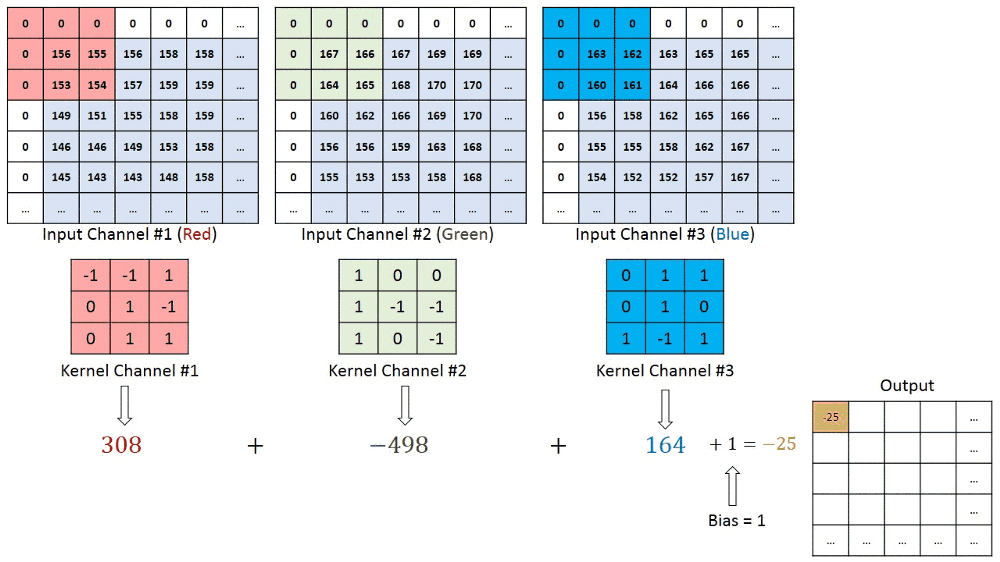 0 0 0 0 0 0 ...
0 156 155 156 158 158 ...
0 153 154 157 159 159 ...
0 149 151 155 158 159 ...
0 146 146 149 153 158 ...
0 145 143 143 148 158 ...
... ... ... ... ... ... ...
Input Channel #1 (Red)
0 0 0 0 0 0 ...
0 167 166 167 169 169 ...
0 164 165 168 170 170 ...
0 160 162 166 169 170 ...
0 156 156 159 163 168 ...
0 155 153 153 158 168 ...
... ... ... ... ... ... ...
Input Channel #2 (Green)
0 0 0 0 0 0 ...
0 163 162 163 165 165 ...
0 160 161 164 166 166 ...
0 156 158 162 165 166 ...
0 155 155 158 162 167 ...
0 154 152 152 157 167 ...
... ... ... ... ... ... ...
Input Channel #3 (Blue)
-1 -1 1
0 1 -1
0 1 1
Kernel Channel #1
1 0 0
1 -1 -1
1 0 -1
Kernel Channel #2
0 1 1
0 1 0
1 -1 1
Kernel Channel #3
308 + −498 + 164 + 1 = −25
Bias = 1
Output
-25 ...
...
...
...
... ... ... ... ...